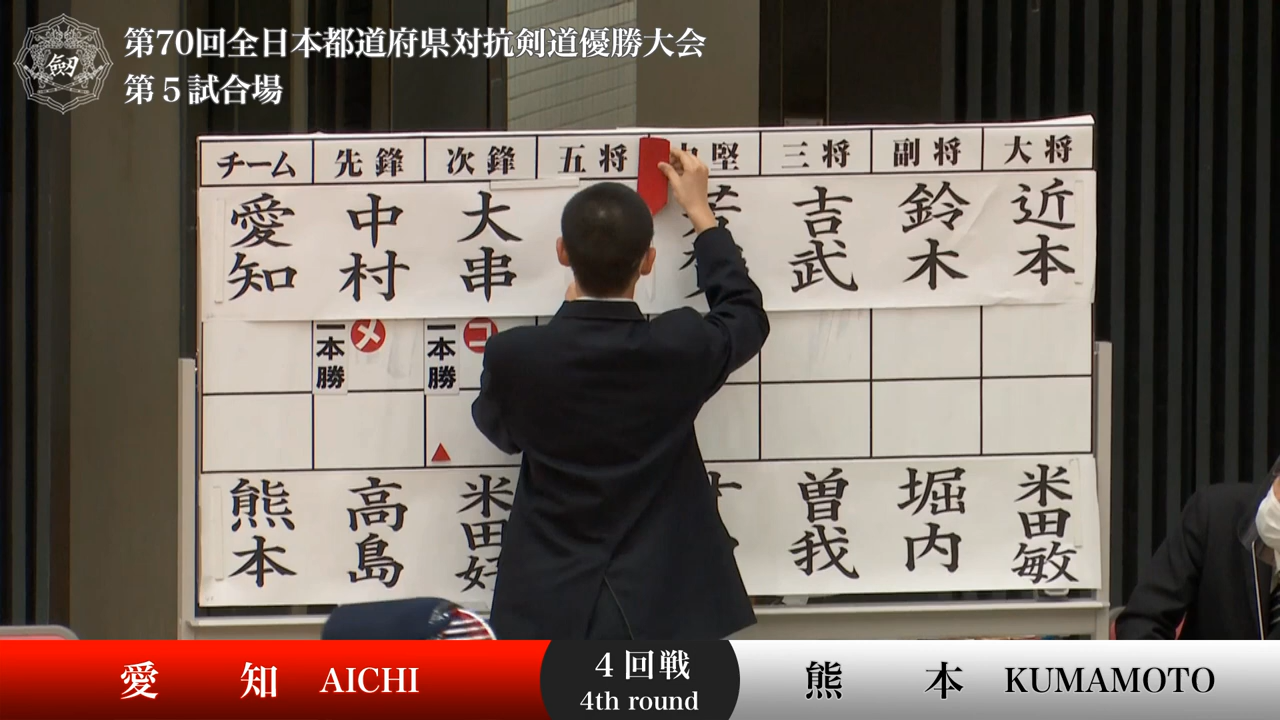 第70回全日本都道府県対抗剣道優勝大会
第5試合場
チーム 先鋒 次鋒 五将 中堅 三将 副将 大将
愛知 中村 大串 吉武 鈴木 近本
一本勝 メ 一本勝 コ
熊本 高島 米田 曽我 堀内 米田敏
愛知 AICHI
4回戦
4th round
熊本 KUMAMOTO